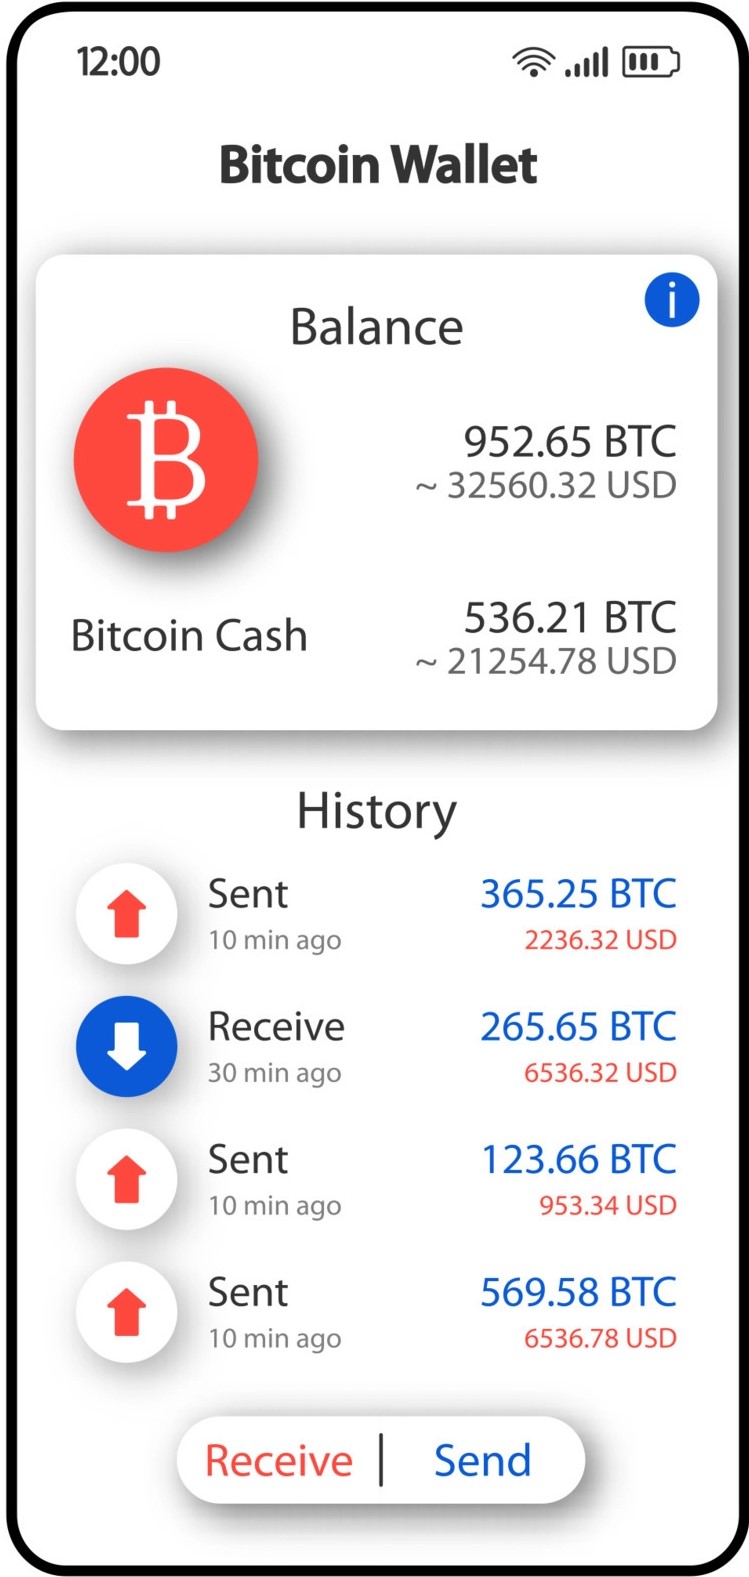 12:00
Bitcoin Wallet
Balance
952.65 BTC
~ 32560.32 USD
Bitcoin Cash
536.21 BTC
~ 21254.78 USD
History
Sent 365.25 BTC
10 min ago 2236.32 USD
Receive 265.65 BTC
30 min ago 6536.32 USD
Sent 123.66 BTC
10 min ago 953.34 USD
Sent 569.58 BTC
10 min ago 6536.78 USD
Receive | Send